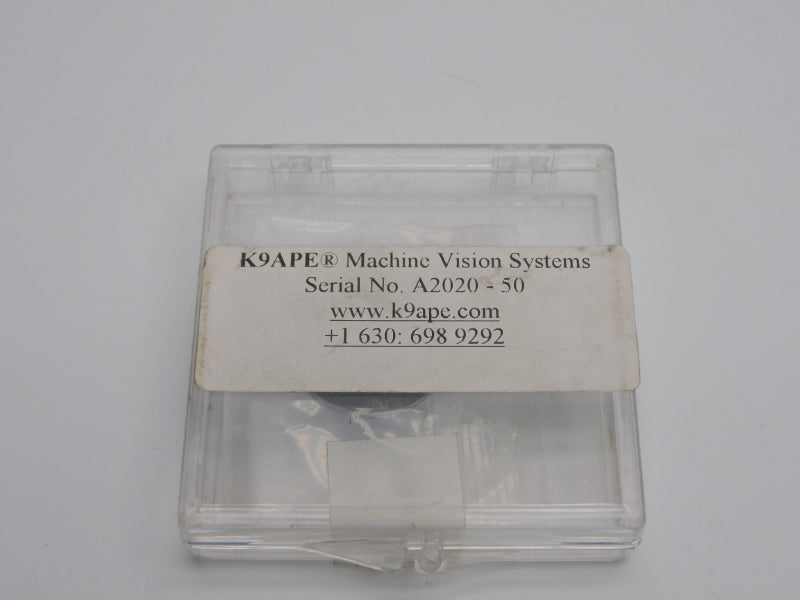 K9APE® Machine Vision Systems
Serial No. A2020 - 50
www.k9ape.com
+1 630: 698 9292